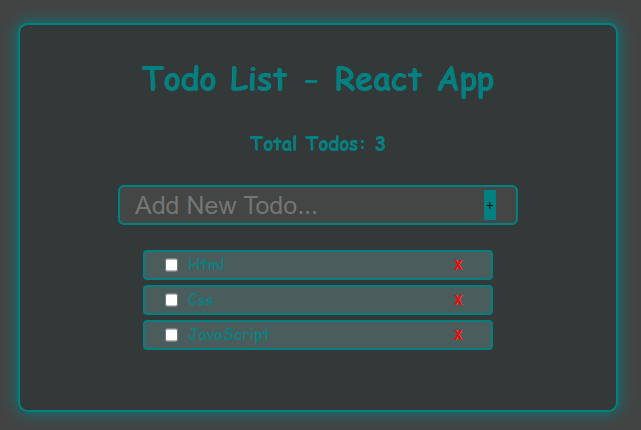 Todo List - React App
Total Todos: 3
Add New Todo... +
Html X
Css X
JavaScript X